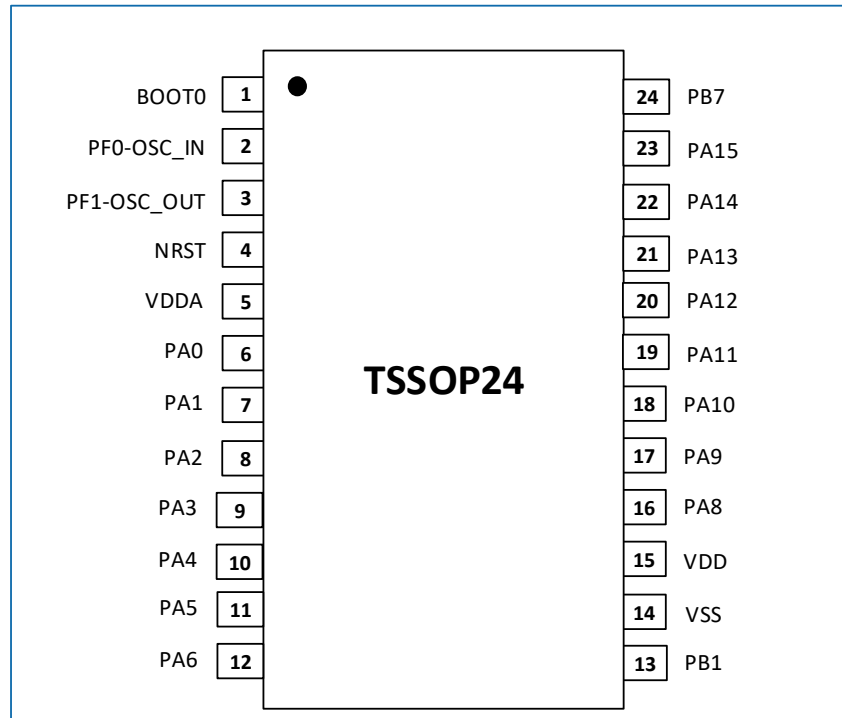 BOOT0 1 24 PB7
PF0-OSC_IN 2 23 PA15
PF1-OSC_OUT 3 22 PA14
NRST 4 21 PA13
VDDA 5 20 PA12
PA0 6 19 PA11
TSSOP24
PA1 7 18 PA10
PA2 8 17 PA9
PA3 9 16 PA8
PA4 10 15 VDD
PA5 11 14 VSS
PA6 12 13 PB1